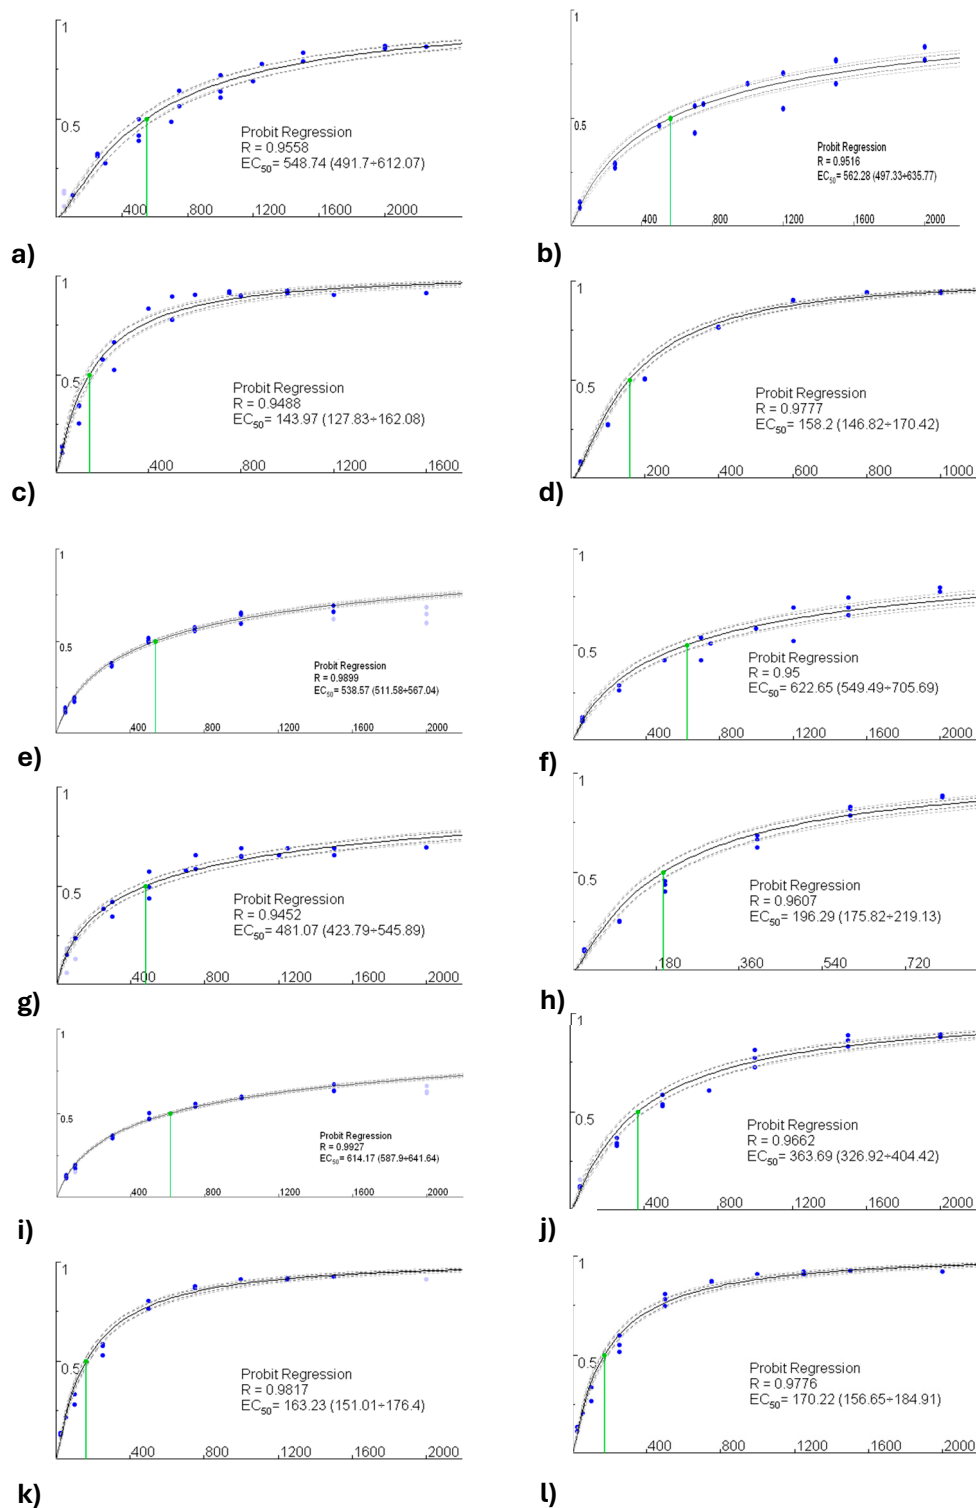 1
0.5
Probit Regression
R = 0.9558
EC50= 548.74 (491.7÷612.07)
400 800 1200 1600 2000
a)
1
0.5
Probit Regression
R = 0.9516
EC50= 562.28 (497.33÷635.77)
400 800 1200 1600 2000
b)
1
0.5
Probit Regression
R = 0.9488
EC50= 143.97 (127.83÷162.08)
400 800 1200 1600
c)
1
0.5
Probit Regression
R = 0.9777
EC50= 158.2 (146.82÷170.42)
200 400 600 800 1000
d)
1
0.5
Probit Regression
R = 0.9899
EC50= 538.57 (511.58÷567.04)
400 800 1200 1600 2000
e)
1
0.5
Probit Regression
R = 0.95
EC50= 622.65 (549.49÷705.69)
400 800 1200 1600 2000
f)
1
0.5
Probit Regression
R = 0.9452
EC50= 481.07 (423.79÷545.89)
400 800 1200 1600 2000
g)
1
0.5
Probit Regression
R = 0.9607
EC50= 196.29 (175.82÷219.13)
180 360 540 720
h)
1
0.5
Probit Regression
R = 0.9927
EC50= 614.17 (587.9÷641.64)
400 800 1200 1600 2000
i)
1
0.5
Probit Regression
R = 0.9662
EC50= 363.69 (326.92÷404.42)
400 800 1200 1600 2000
j)
1
0.5
Probit Regression
R = 0.9817
EC50= 163.23 (151.01÷176.4)
400 800 1200 1600 2000
k)
1
0.5
Probit Regression
R = 0.9776
EC50= 170.22 (156.65÷184.91)
400 800 1200 1600 2000
l)